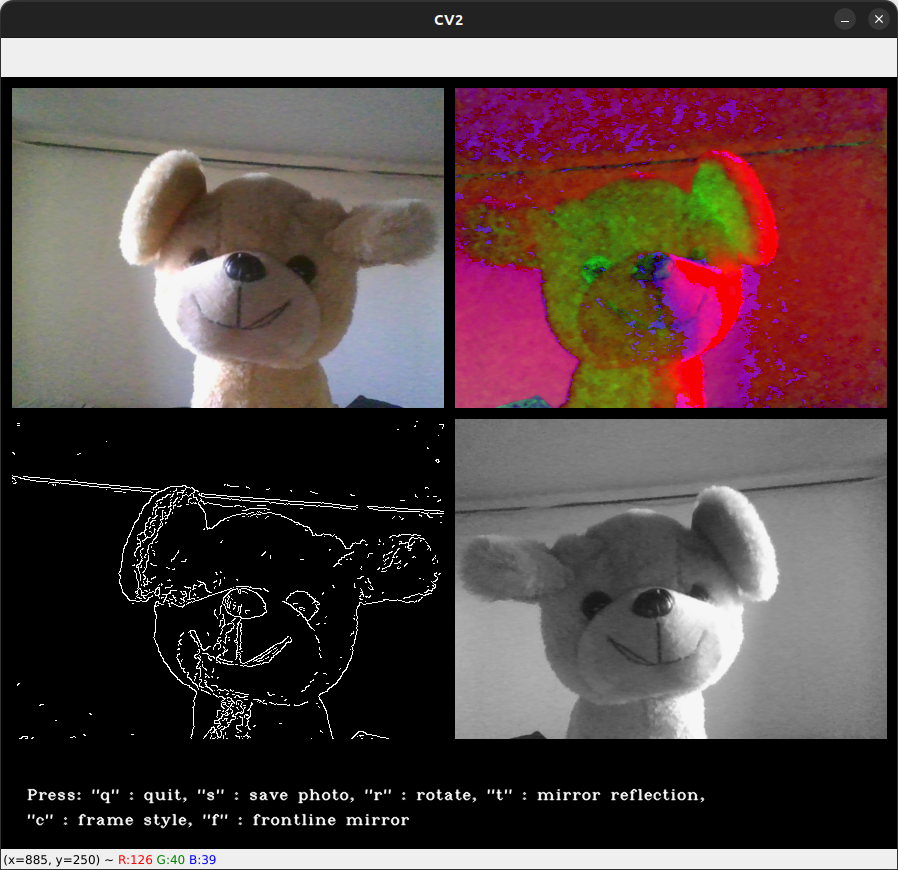 CV2
Press: "q" : quit, "s" : save photo, "r" : rotate, "t" : mirror reflection,
"c" : frame style, "f" : frontline mirror
(x=885, y=250) ~ R:126 G:40 B:39